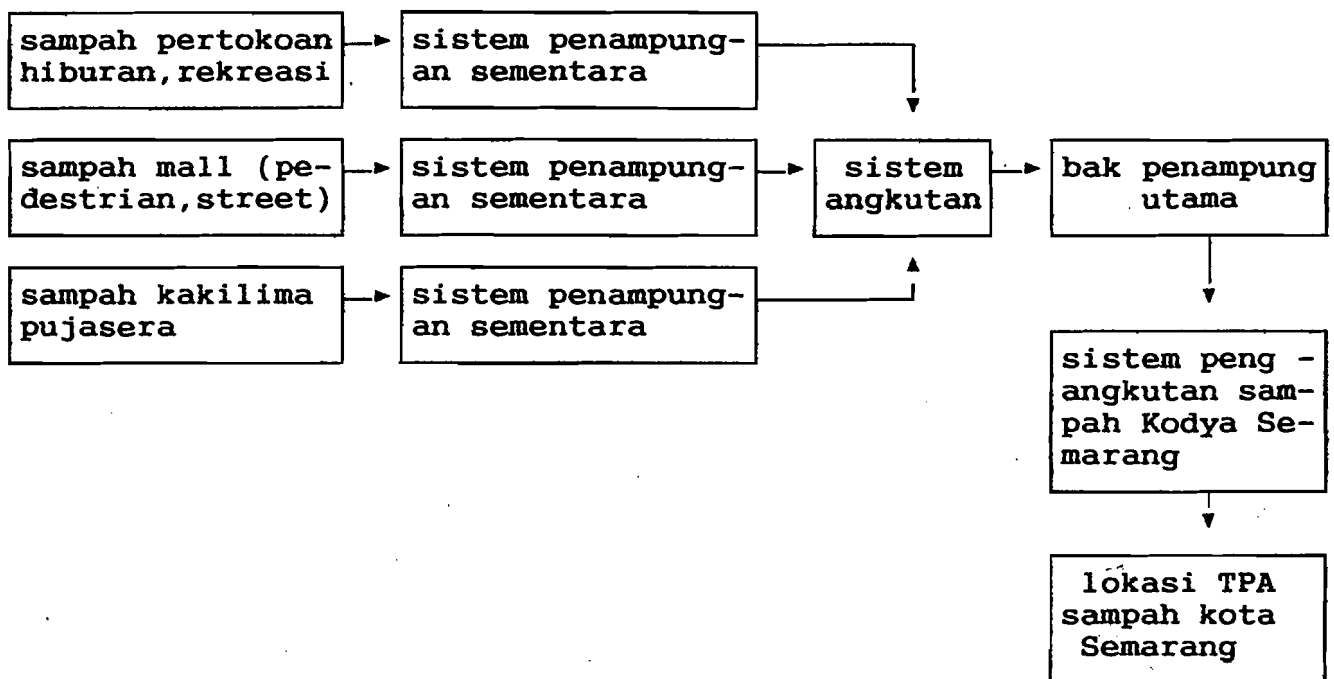 sampah pertokoan
hiburan,rekreasi
sistem penampung-
an sementara
sampah mall (pe-
destrian,street)
sistem penampung-
an sementara
sistem
angkutan
bak penampung
utama
sampah kakilima
pujasera
sistem penampung-
an sementara
sistem peng -
angkutan sam-
pah Kodya Se-
marang
lokasi TPA
sampah kota
Semarang